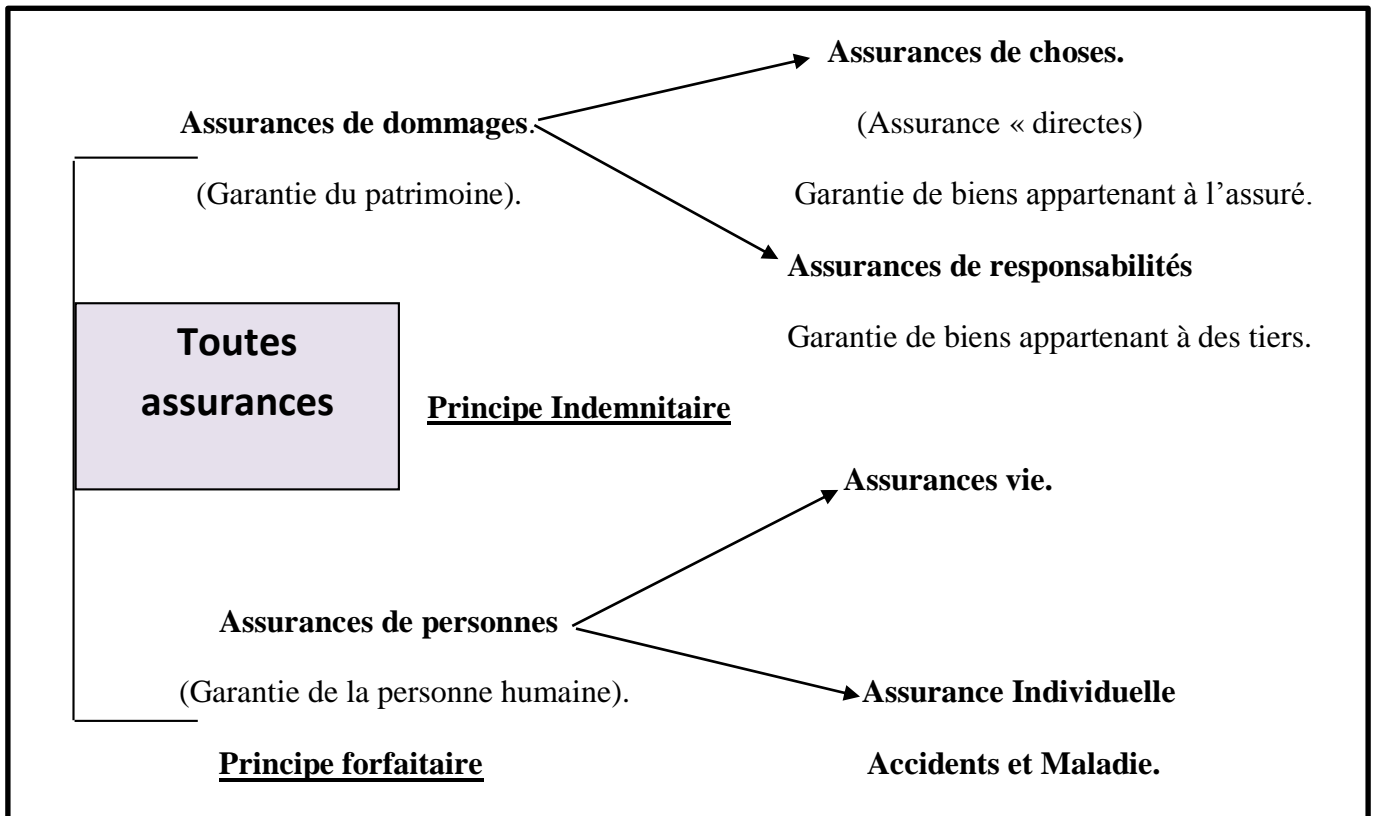 Assurances de choses.
Assurances de dommages.
(Assurance « directes)
(Garantie du patrimoine).
Garantie de biens appartenant à l’assuré.
Assurances de responsabilités
Garantie de biens appartenant à des tiers.
Toutes
assurances
Principe Indemnitaire
Assurances vie.
Assurances de personnes
(Garantie de la personne humaine).
Assurance Individuelle
Principe forfaitaire
Accidents et Maladie.